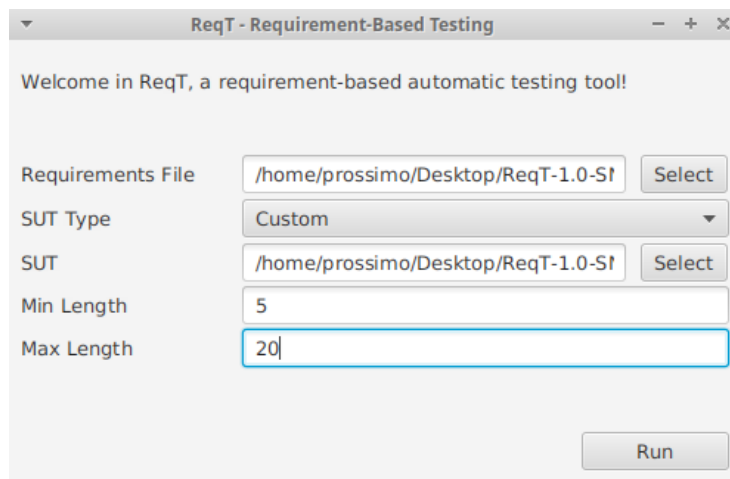 ReqT - Requirement-Based Testing
Welcome in ReqT, a requirement-based automatic testing tool!
Requirements File /home/prossimo/Desktop/ReqT-1.0-SN Select
SUT Type Custom
SUT /home/prossimo/Desktop/ReqT-1.0-SN Select
Min Length 5
Max Length 20
Run